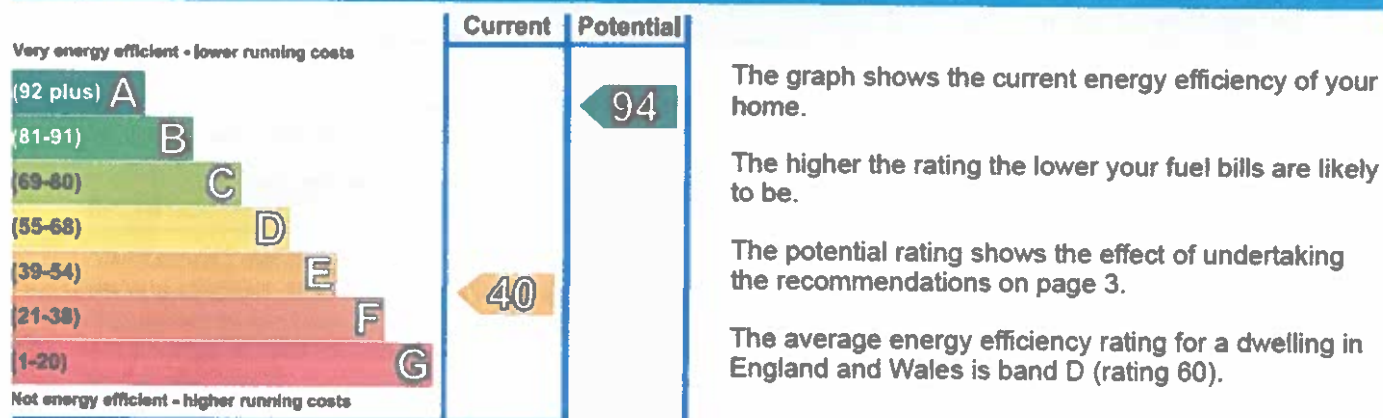 Current Potential
Very energy efficient - lower running costs
(92 plus) A
(81-91) B
(69-80) C
(55-68) D
(39-54) E
(21-38) F
(1-20) G
Not energy efficient - higher running costs
94
40
The graph shows the current energy efficiency of your
home.
The higher the rating the lower your fuel bills are likely
to be.
The potential rating shows the effect of undertaking
the recommendations on page 3.
The average energy efficiency rating for a dwelling in
England and Wales is band D (rating 60).